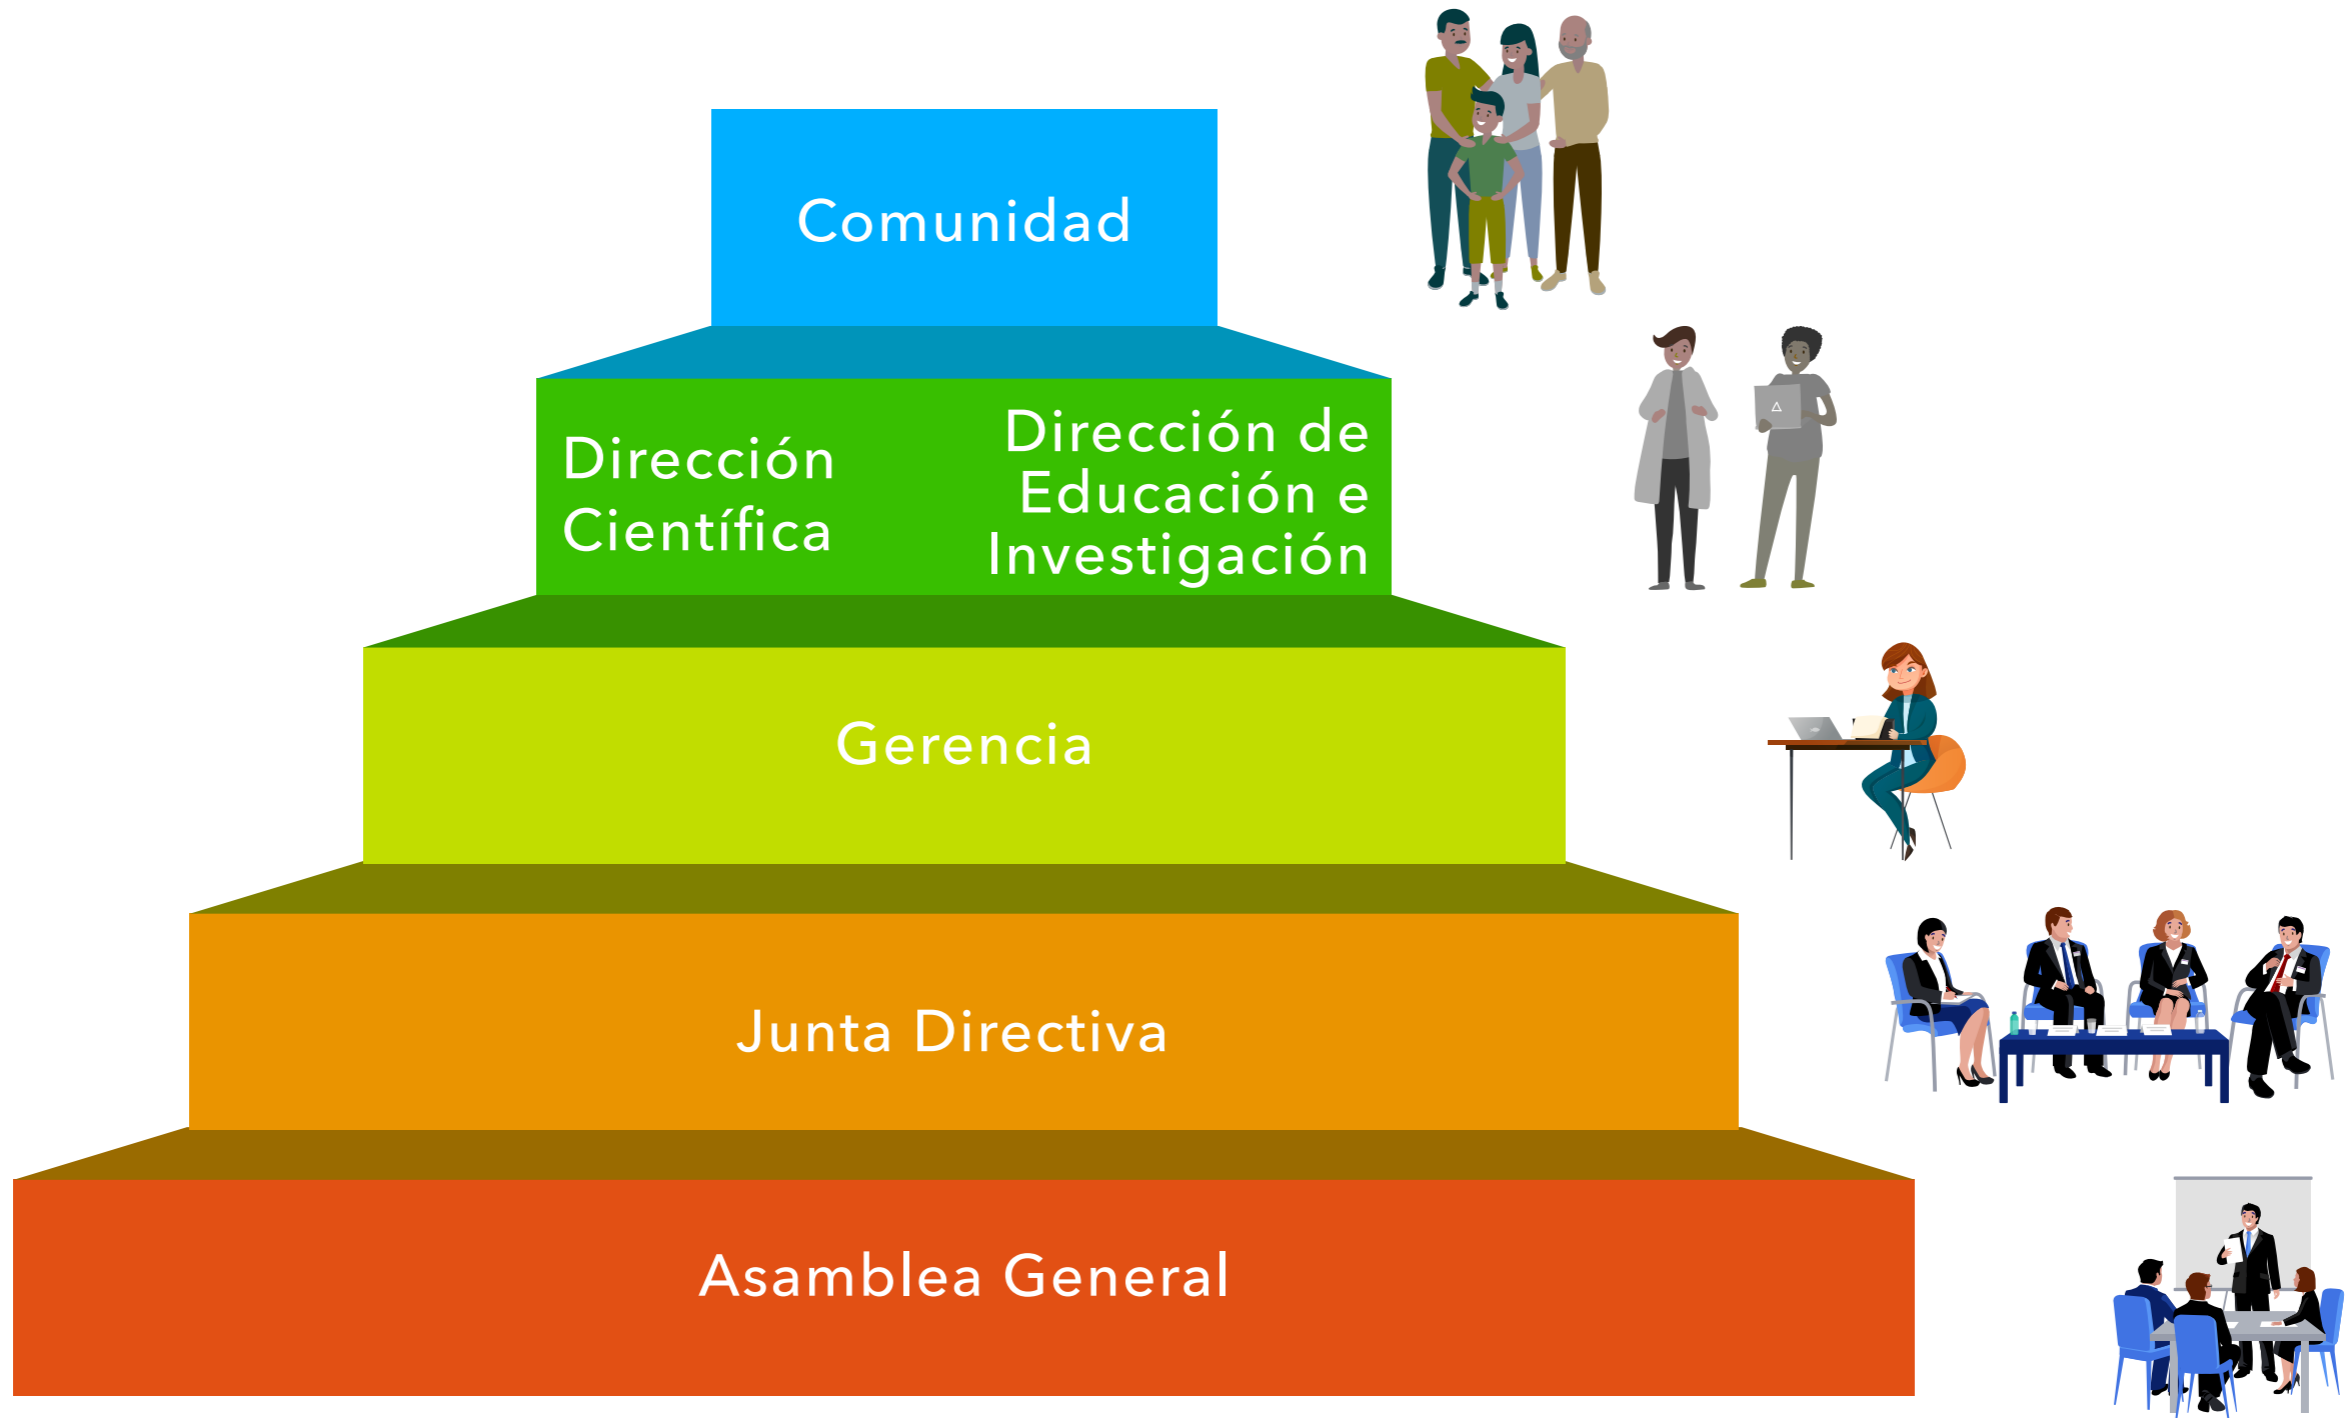 Comunidad
Dirección
Científica
Dirección de
Educación e
Investigación
Gerencia
Junta Directiva
Asamblea General